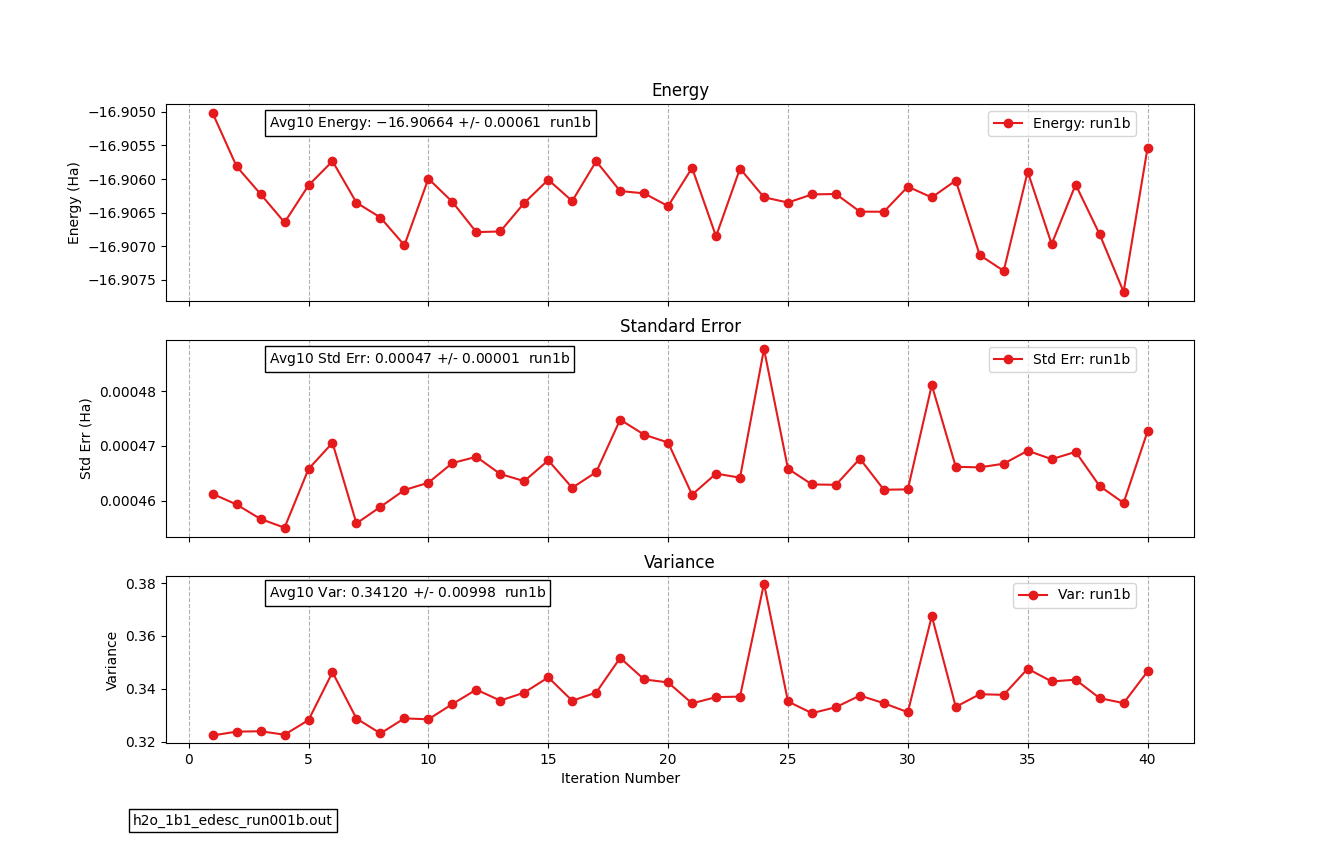 Energy
Avg10 Energy: −16.90664 +/- 0.00061 run1b
Energy: run1b
−16.9050
−16.9055
−16.9060
−16.9065
−16.9070
−16.9075
Energy (Ha)
Standard Error
Avg10 Std Err: 0.00047 +/- 0.00001 run1b
Std Err: run1b
0.00048
0.00047
0.00046
Std Err (Ha)
Variance
Avg10 Var: 0.34120 +/- 0.00998 run1b
Var: run1b
0.38
0.36
0.34
0.32
Variance
0 5 10 15 20 25 30 35 40
Iteration Number
h2o_1b1_edesc_run001b.out